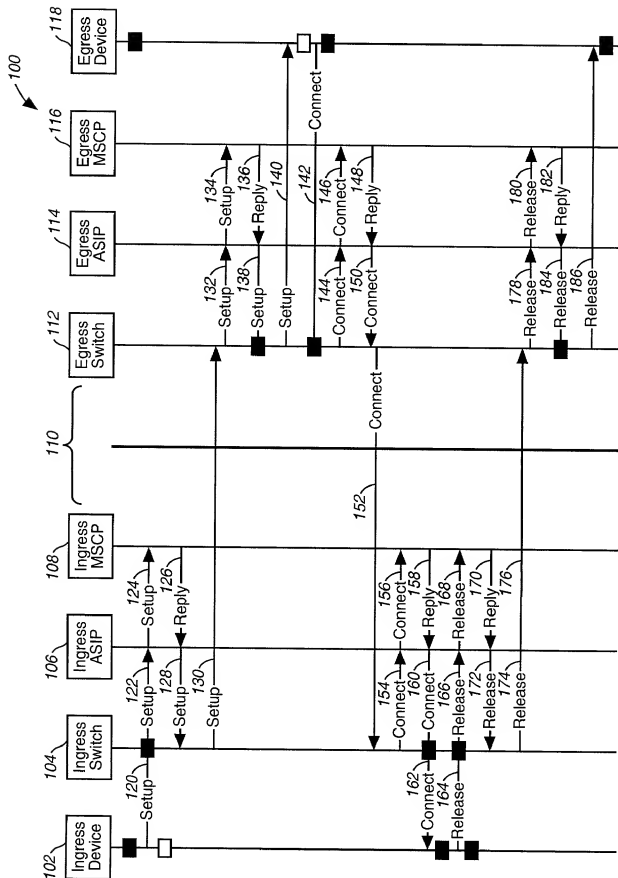 100
102
Ingress
Device
104
Ingress
Switch
106
Ingress
ASIP
108
Ingress
MSCP
110
112
Egress
Switch
114
Egress
ASIP
116
Egress
MSCP
118
Egress
Device
120
Setup
122
Setup
124
Setup
126
Reply
128
Setup
130
Setup
132
Setup
134
Setup
136
Reply
138
Setup
140
Setup
142
Connect
144
Connect
146
Connect
148
Reply
150
Connect
152
Connect
154
Connect
156
Connect
158
Reply
160
Connect
162
Connect
164
Release
166
Release
168
Release
170
Reply
172
Release
174
Release
176
178
Release
180
Release
182
Reply
184
Release
186
Release